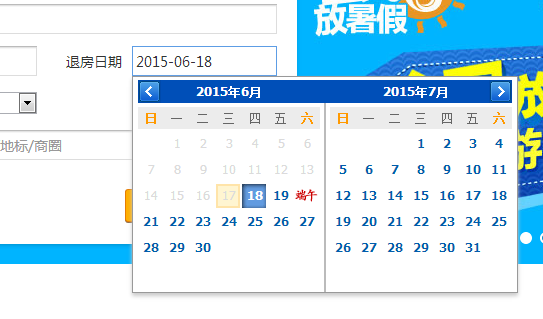 放暑假
退房日期 2015-06-18
2015年6月 2015年7月
日 一 二 三 四 五 六 日 一 二 三 四 五 六
1 2 3 4 5 6 1 2 3 4
7 8 9 10 11 12 13 5 6 7 8 9 10 11
地标/商圈
放
14 15 16 17 18 19 端午 12 13 14 15 16 17 18
游
21 22 23 24 25 26 27 19 20 21 22 23 24 25
28 29 30 26 27 28 29 30 31